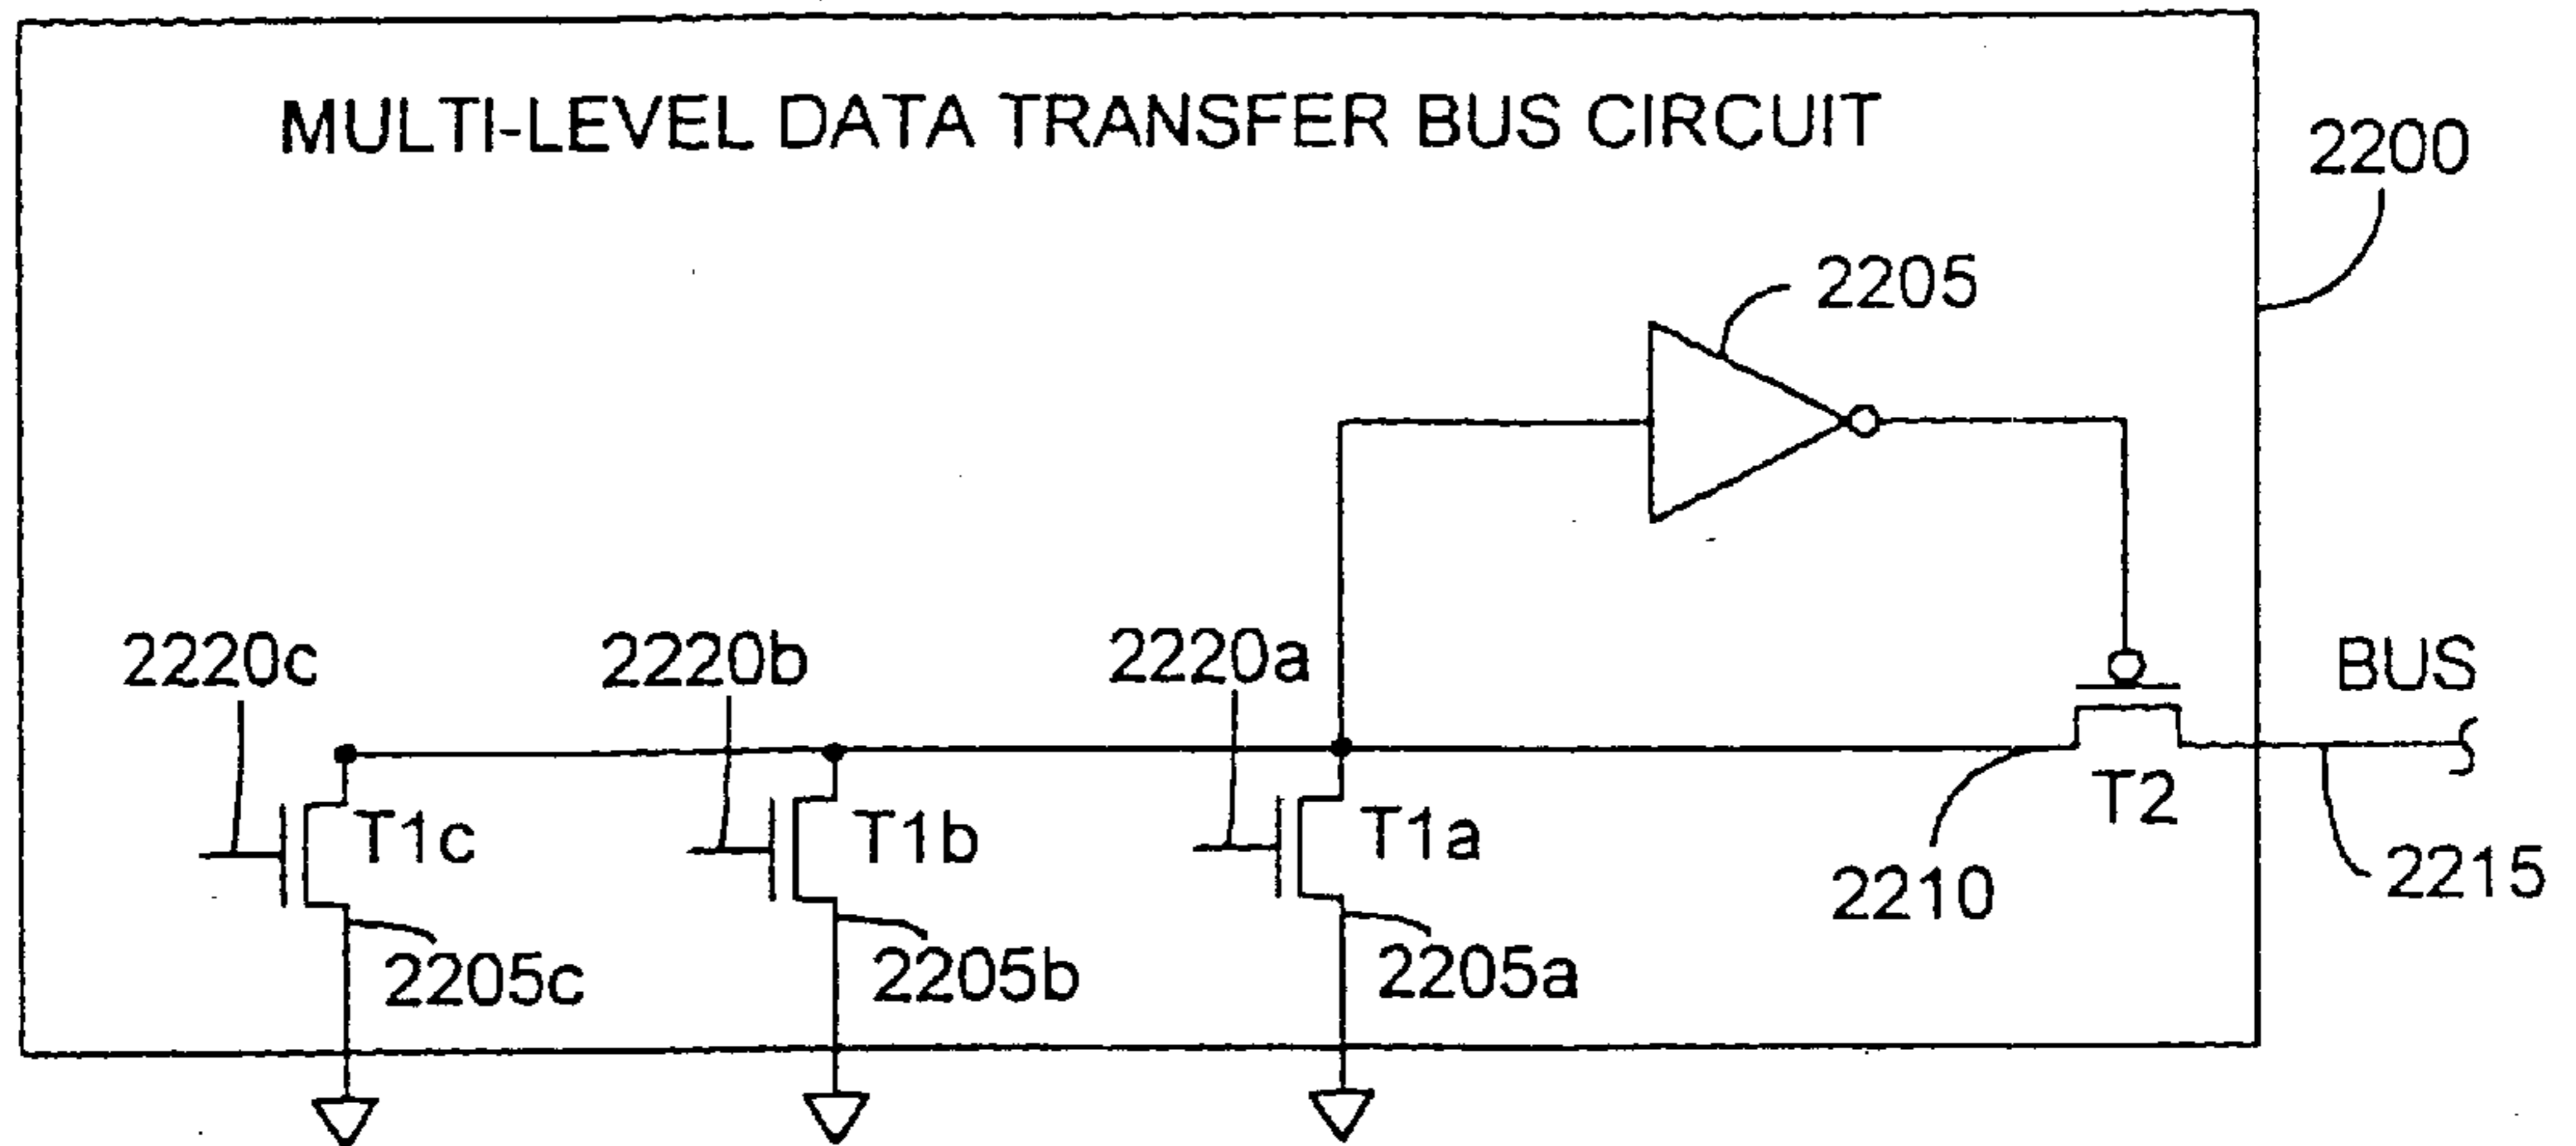 MULTI-LEVEL DATA TRANSFER BUS CIRCUIT
2200
2205
2220c
2220b
2220a
BUS
T1c
T1b
T1a
T2
2210
2215
2205c
2205b
2205a